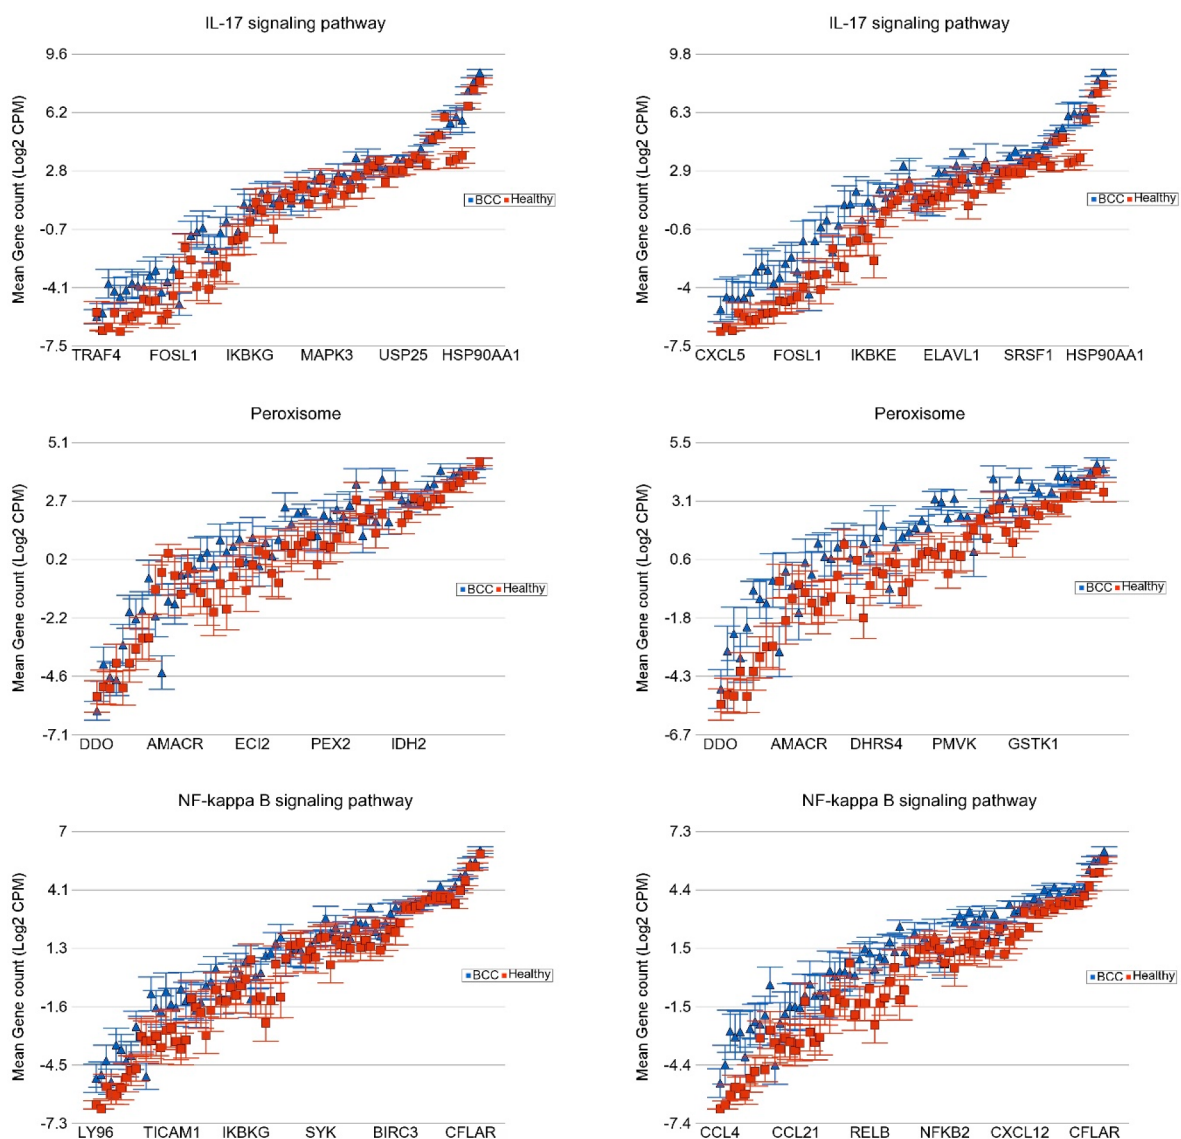 IL-17 signaling pathway
Mean Gene count (Log2 CPM)
9.6
6.2
2.8
-0.7
-4.1
-7.5
BCC Healthy
TRAF4 FOSL1 IKBKG MAPK3 USP25 HSP90AA1
IL-17 signaling pathway
Mean Gene count (Log2 CPM)
9.8
6.3
2.9
-0.6
-4
-7.5
BCC Healthy
CXCL5 FOSL1 IKBKE ELAVL1 SRSF1 HSP90AA1
Peroxisome
Mean Gene count (Log2 CPM)
5.1
2.7
0.2
-2.2
-4.6
-7.1
BCC Healthy
DDO AMACR ECI2 PEX2 IDH2
Peroxisome
Mean Gene count (Log2 CPM)
5.5
3.1
0.6
-1.8
-4.3
-6.7
BCC Healthy
DDO AMACR DHRS4 PMVK GSTK1
NF-kappa B signaling pathway
Mean Gene count (Log2 CPM)
7
4.1
1.3
-1.6
-4.5
-7.3
BCC Healthy
LY96 TICAM1 IKBKG SYK BIRC3 CFLAR
NF-kappa B signaling pathway
Mean Gene count (Log2 CPM)
7.3
4.4
1.5
-1.5
-4.4
-7.4
BCC Healthy
CCL4 CCL21 RELB NFKB2 CXCL12 CFLAR